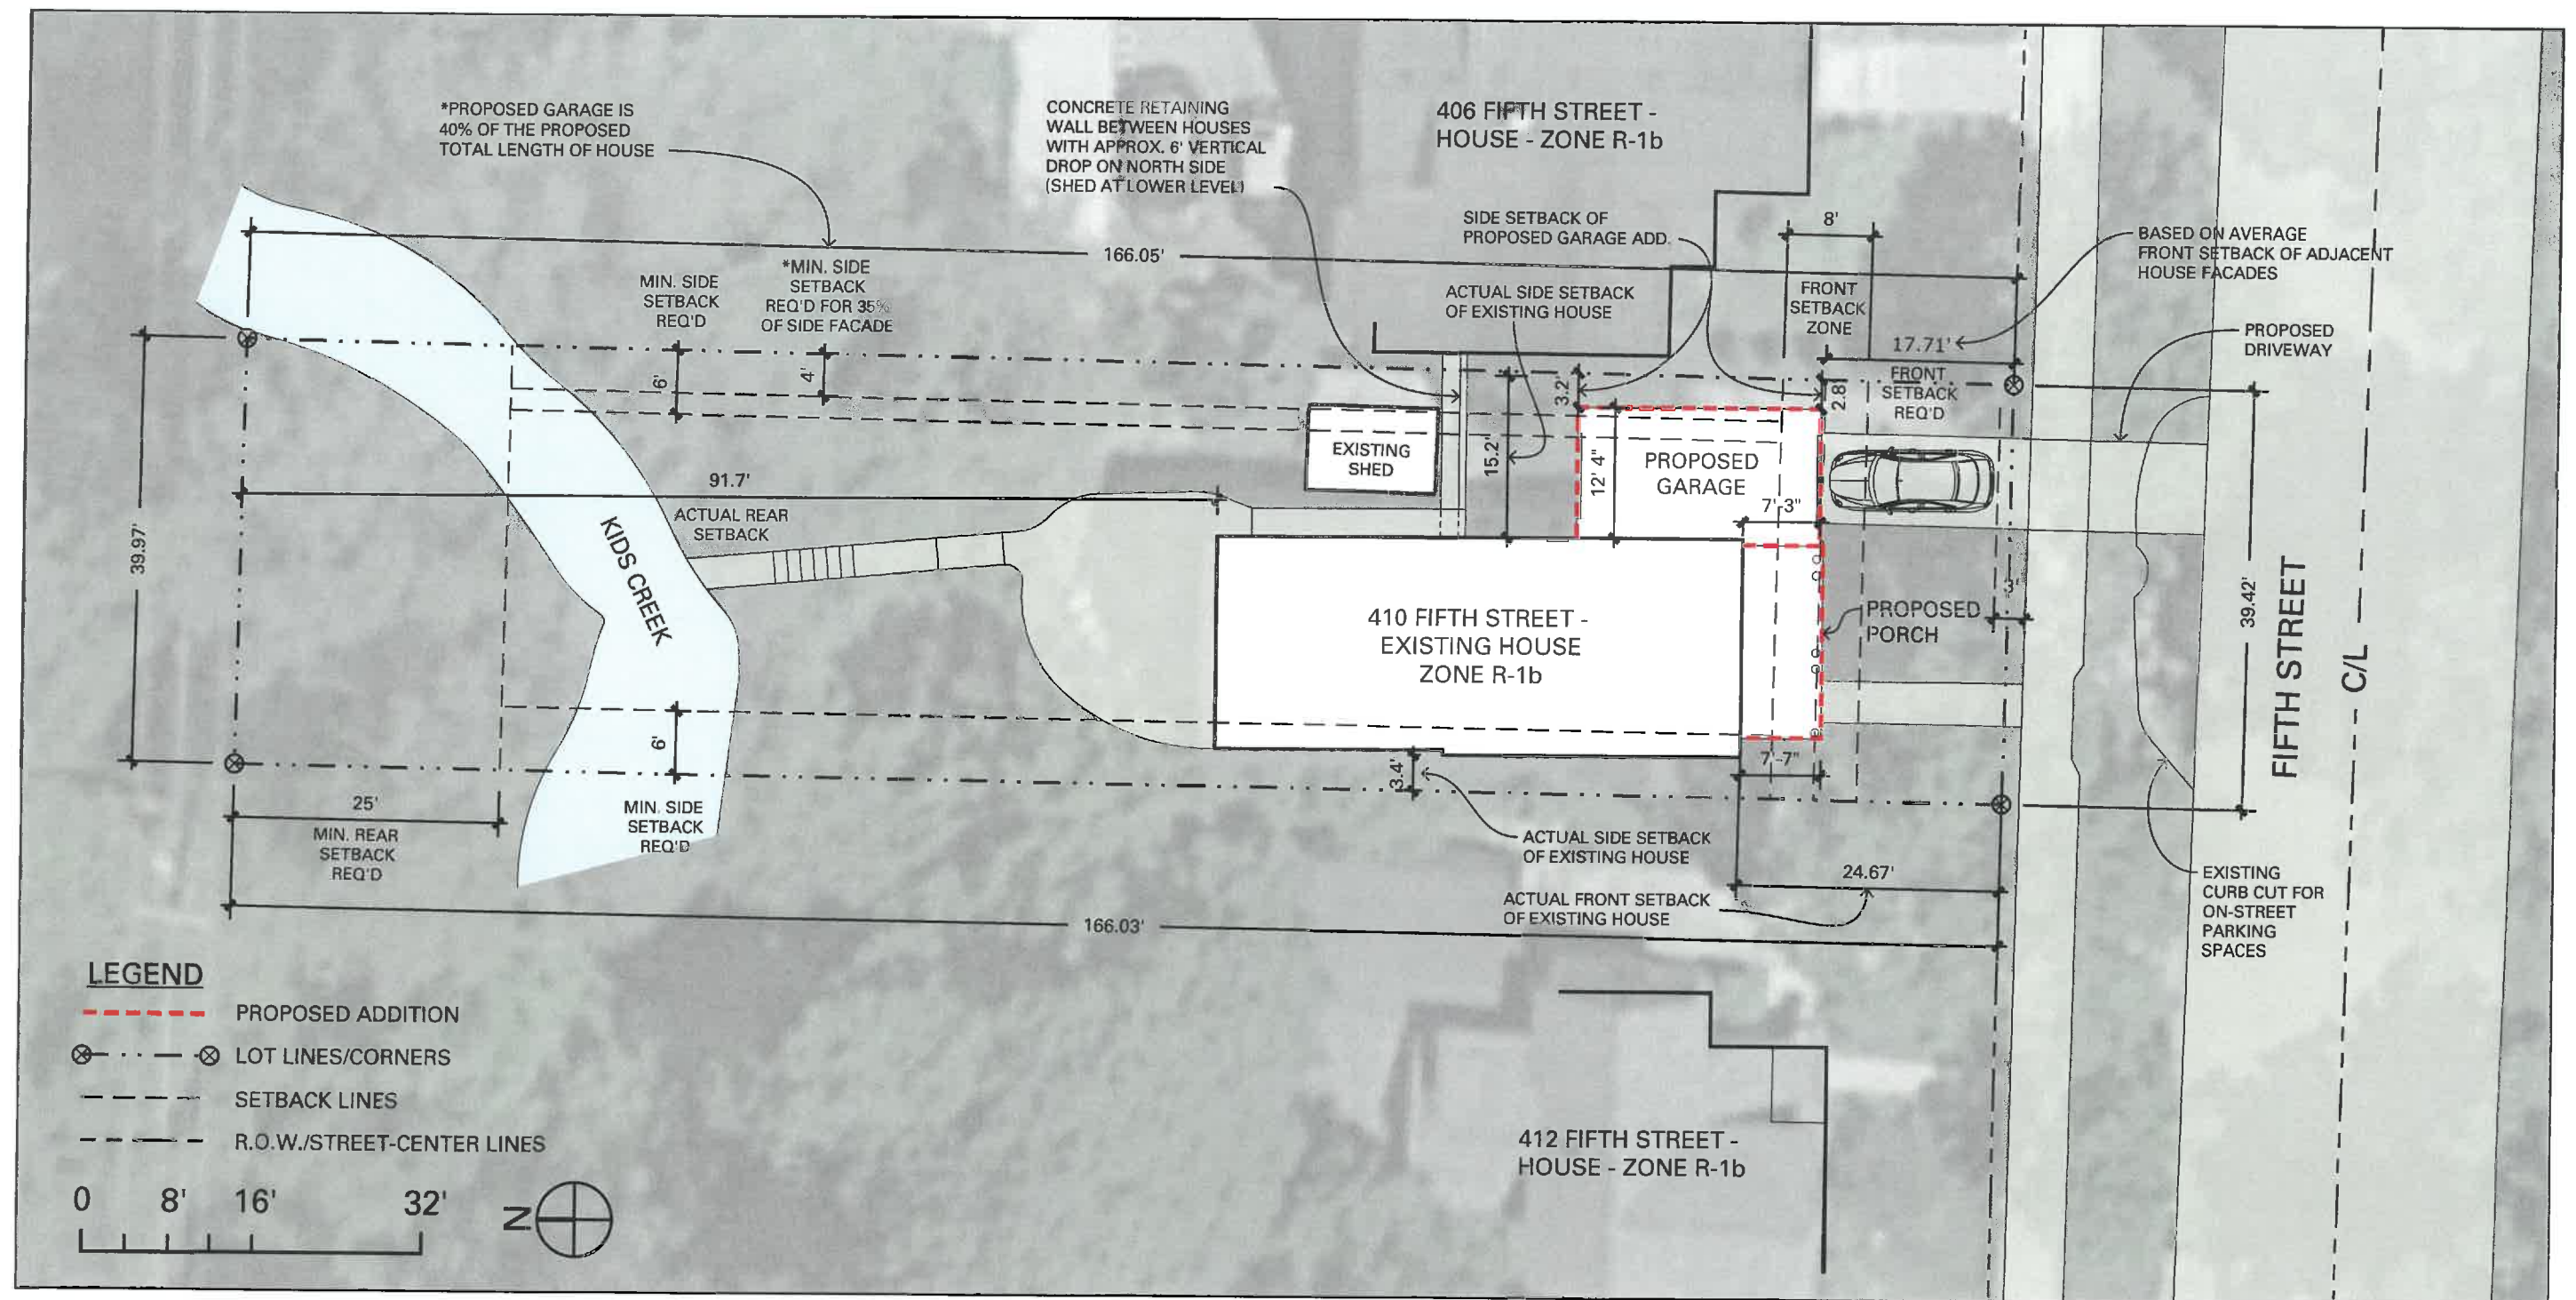 *PROPOSED GARAGE IS
40% OF THE PROPOSED
TOTAL LENGTH OF HOUSE
CONCRETE RETAINING
WALL BETWEEN HOUSES
WITH APPROX. 6' VERTICAL
DROP ON NORTH SIDE
(SHED AT LOWER LEVEL)
406 FIFTH STREET -
HOUSE - ZONE R-1b
SIDE SETBACK OF
PROPOSED GARAGE ADD.
8'
BASED ON AVERAGE
FRONT SETBACK OF ADJACENT
HOUSE FACADES
166.05'
MIN. SIDE
SETBACK
REQ'D
*MIN. SIDE
SETBACK
REQ'D FOR 35%
OF SIDE FACADE
ACTUAL SIDE SETBACK
OF EXISTING HOUSE
FRONT
SETBACK
ZONE
17.71'
FRONT
SETBACK
REQ'D
PROPOSED
DRIVEWAY
6'
4'
3.2'
2.8'
EXISTING
SHED
15.2'
12' 4"
PROPOSED
GARAGE
7'-3"
91.7'
ACTUAL REAR
SETBACK
39.97'
KIDS CREEK
410 FIFTH STREET -
EXISTING HOUSE
ZONE R-1b
PROPOSED
PORCH
3'
39.42'
FIFTH STREET
C/L
6'
3.4'
7'-7"
25'
MIN. REAR
SETBACK
REQ'D
MIN. SIDE
SETBACK
REQ'D
ACTUAL SIDE SETBACK
OF EXISTING HOUSE
24.67'
ACTUAL FRONT SETBACK
OF EXISTING HOUSE
EXISTING
CURB CUT FOR
ON-STREET
PARKING
SPACES
166.03'
LEGEND
PROPOSED ADDITION
LOT LINES/CORNERS
SETBACK LINES
R.O.W./STREET-CENTER LINES
412 FIFTH STREET -
HOUSE - ZONE R-1b
0 8' 16' 32'
N